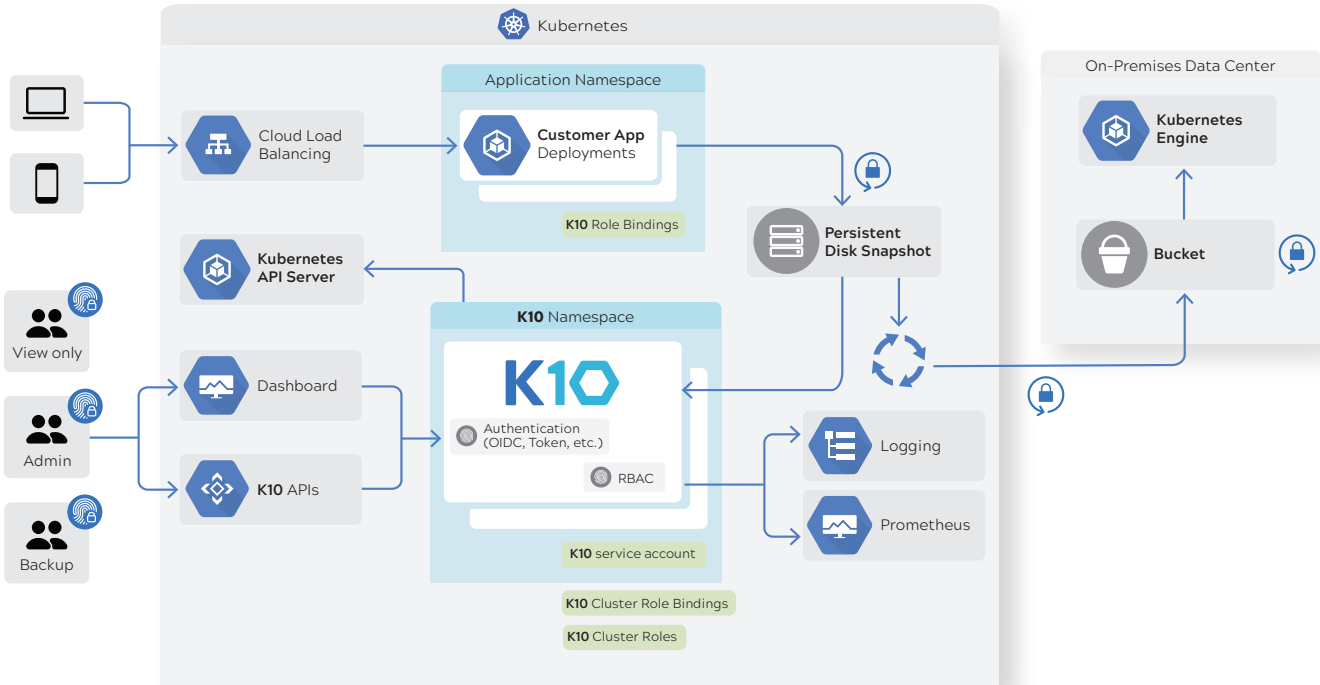 Kubernetes
Application Namespace
Cloud Load
Balancing
Customer App
Deployments
K10 Role Bindings
Kubernetes
API Server
Persistent
Disk Snapshot
On-Premises Data Center
Kubernetes
Engine
Bucket
View only
Admin
Backup
Dashboard
K10 APIs
K10 Namespace
K10
Authentication
(OIDC, Token, etc.)
RBAC
K10 service account
K10 Cluster Role Bindings
K10 Cluster Roles
Logging
Prometheus